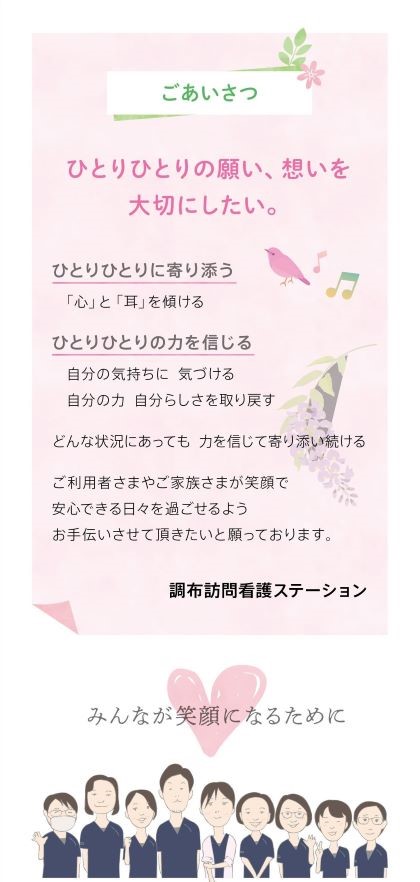 ごあいさつ
ひとりひとりの願い、想いを
大切にしたい。
ひとりひとりに寄り添う
「心」と「耳」を傾ける
ひとりひとりの力を信じる
自分の気持ちに 気づける
自分の力 自分らしさを取り戻す
どんな状況にあっても 力を信じて寄り添い続ける
ご利用者さまやご家族さまが笑顔で
安心できる日々を過ごせるよう
お手伝いさせて頂きたいと願っております。
調布訪問看護ステーション
みんなが笑顔になるために